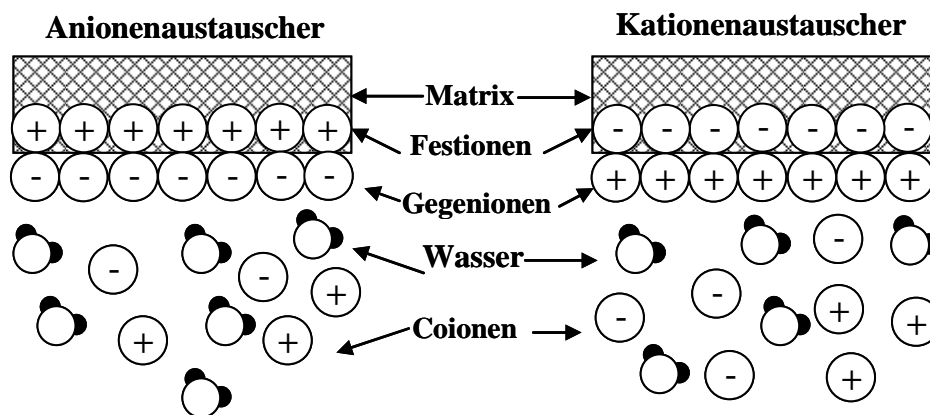 Anionenaustauscher
Kationenaustauscher
Matrix
+ + + + + + +
Festionen
- - - - - - -
- - - - - - -
Gegenionen
+ + + + + + +
-
Wasser
- -
+ -
+
Coionen
- + +
+ +
- +